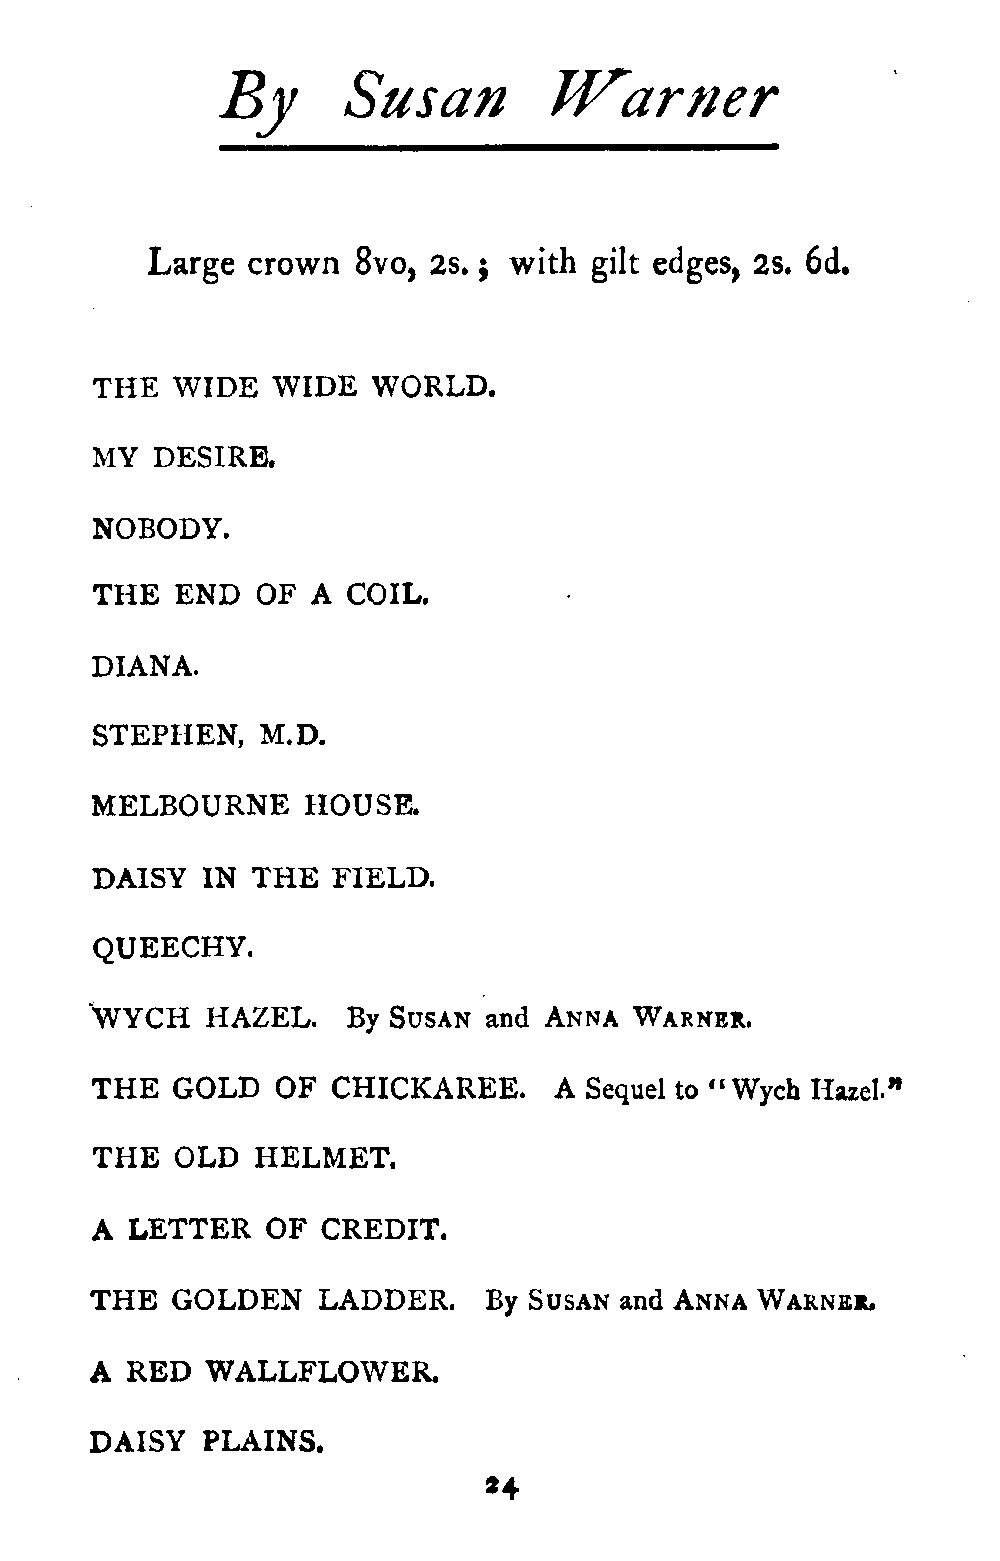 By Susan Warner
Large crown 8vo, 2s.; with gilt edges, 2s. 6d.
THE WIDE WIDE WORLD.
MY DESIRE.
NOBODY.
THE END OF A COIL.
DIANA.
STEPHEN, M.D.
MELBOURNE HOUSE.
DAISY IN THE FIELD.
QUEECHY.
WYCH HAZEL. By SUSAN and ANNA WARNER.
THE GOLD OF CHICKAREE. A Sequel to "Wych Hazel."
THE OLD HELMET.
A LETTER OF CREDIT.
THE GOLDEN LADDER. By SUSAN and ANNA WARNER.
A RED WALLFLOWER.
DAISY PLAINS.
24